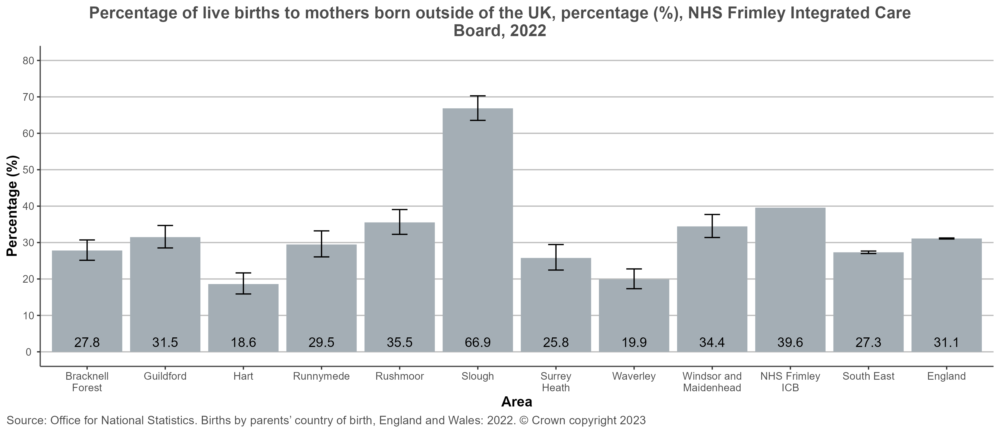 Percentage of live births to mothers born outside of the UK, percentage (%), NHS Frimley Integrated Care
Board, 2022
Percentage (%)
80
70
60
50
40
30
20
10
0
27.8
31.5
18.6
29.5
35.5
66.9
25.8
19.9
34.4
39.6
27.3
31.1
Bracknell
Forest
Guildford
Hart
Runnymede
Rushmoor
Slough
Surrey
Heath
Waverley
Windsor and
Maidenhead
NHS Frimley
ICB
South East
England
Area
Source: Office for National Statistics. Births by parents’ country of birth, England and Wales: 2022. © Crown copyright 2023